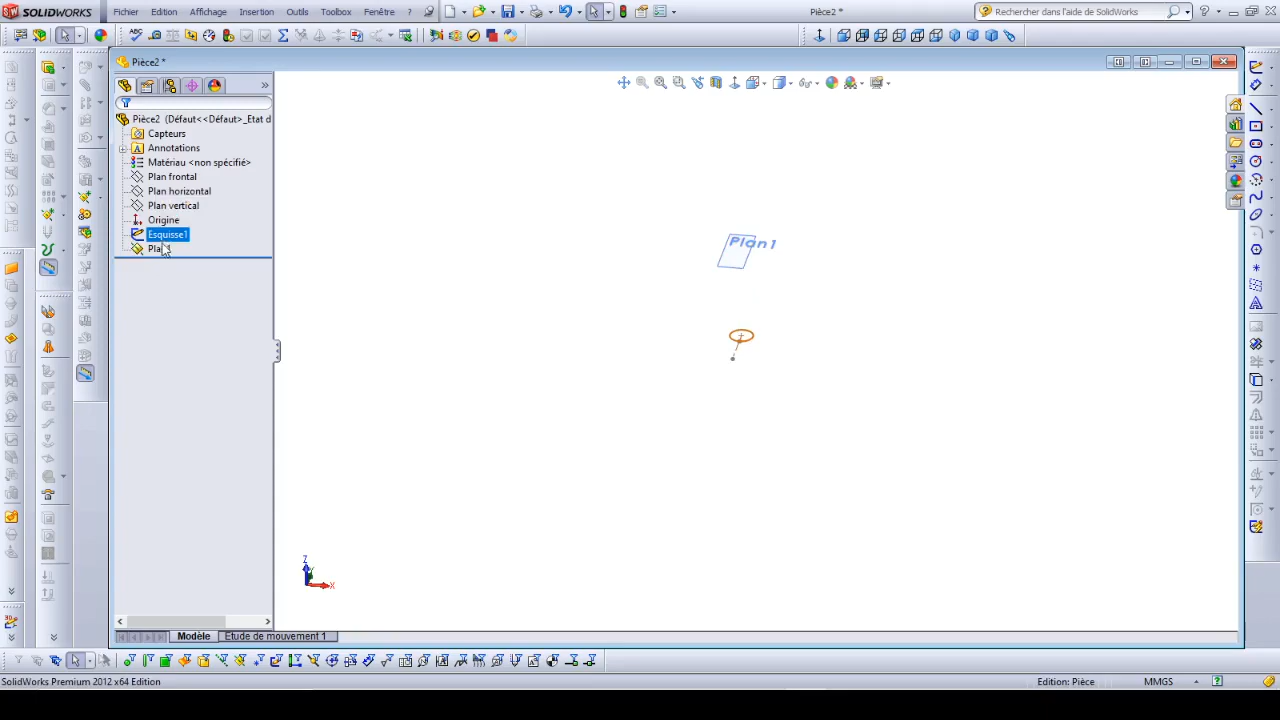 SOLIDWORKS Fichier Edition Affichage Insertion Outils Toolbox Fenêtre Pièce2 * Rechercher dans l'aide de SolidWorks
Pièce2 *
Pièce2 (Défaut<<Défaut>_Etat d
Capteurs
Annotations
Matériau <non spécifié>
Plan frontal
Plan horizontal
Plan vertical
Origine
Esquisse1
Plan1
Plan1
Z
Y
X
Modèle Etude de mouvement 1
SolidWorks Premium 2012 x64 Edition Edition: Pièce MMGS